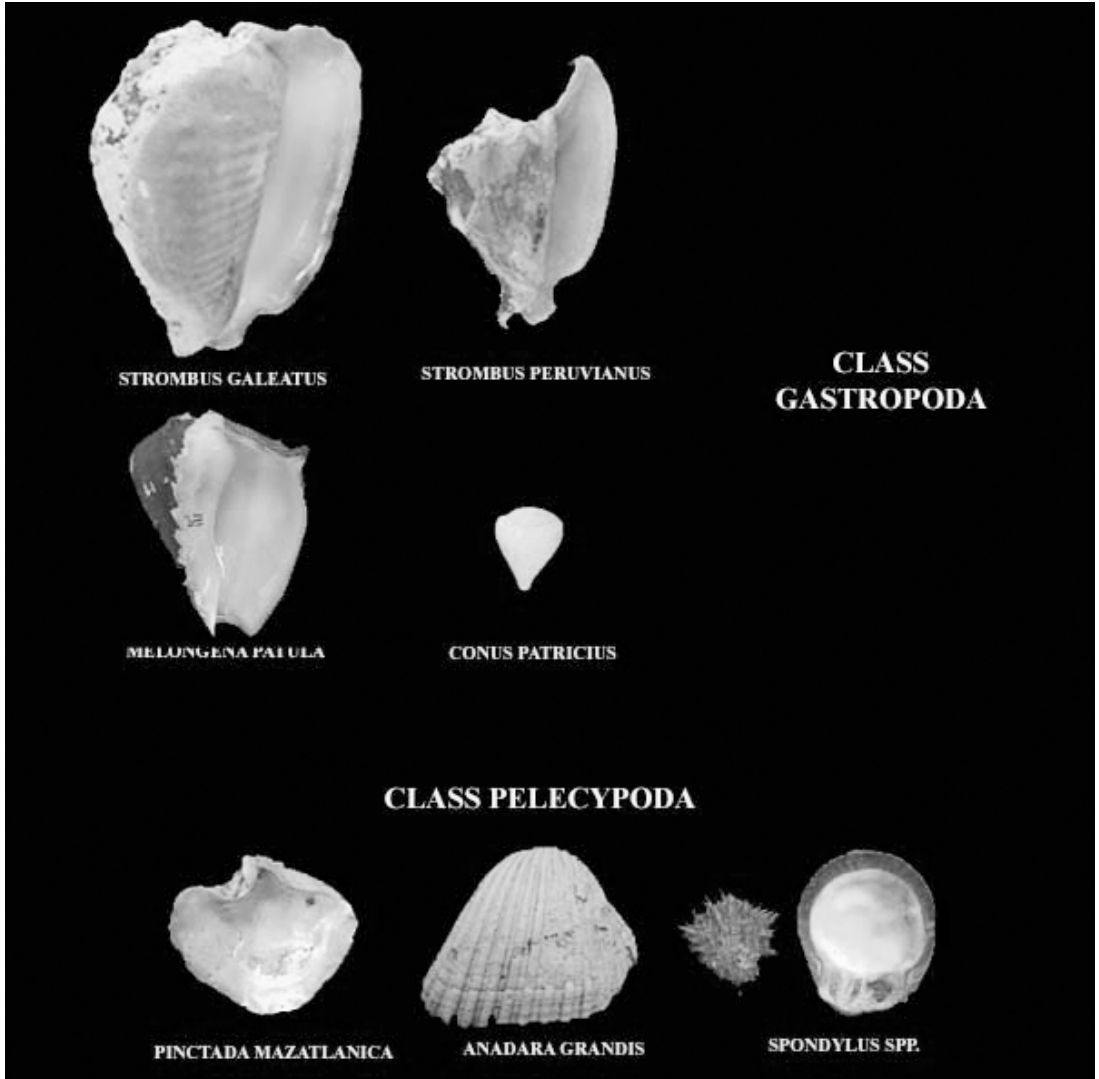 STROMBUS GALEATUS
STROMBUS PERUVIANUS
CLASS
GASTROPODA
MELONGENA PATULA
CONUS PATRICIUS
CLASS PELECYPODA
PINCTADA MAZATLANICA
ANADARA GRANDIS
SPONDYLUS SPP.